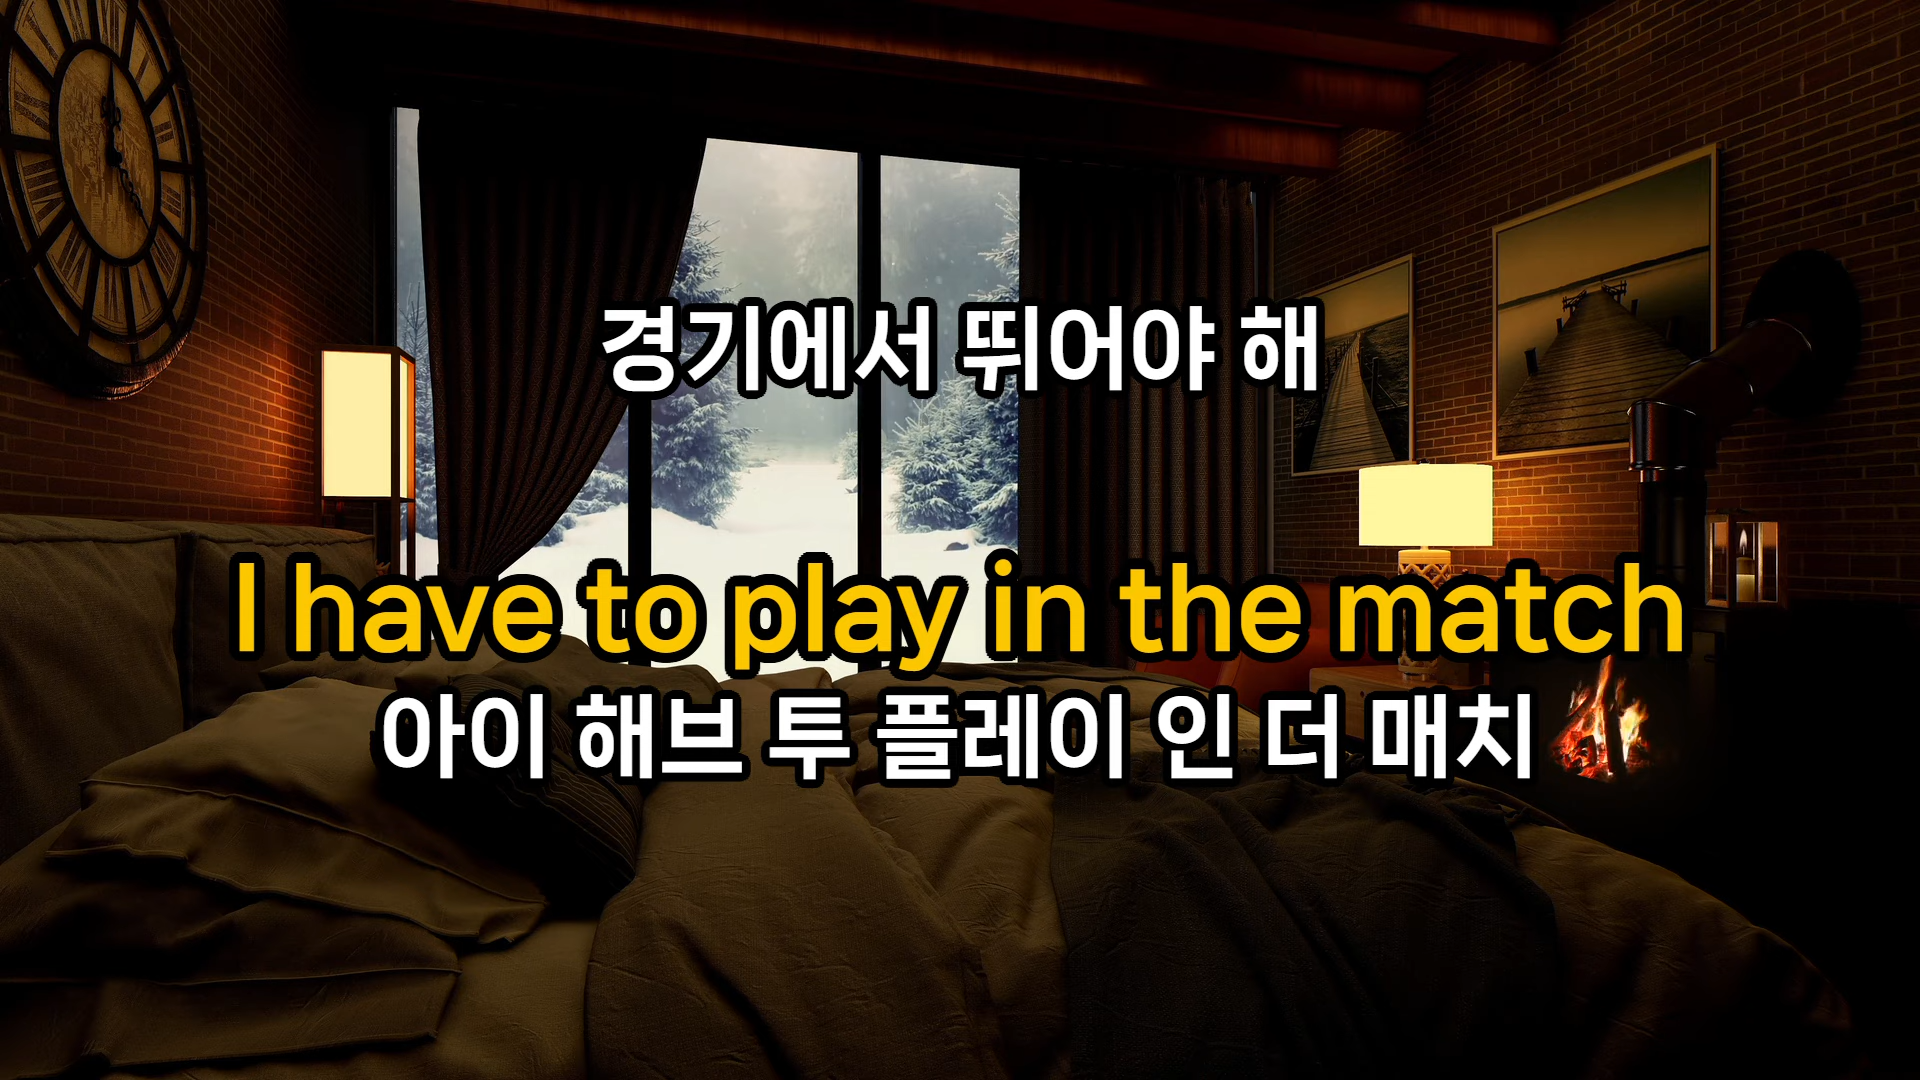 경기에서 뛰어야 해
I have to play in the match
아이 해브 투 플레이 인 더 매치